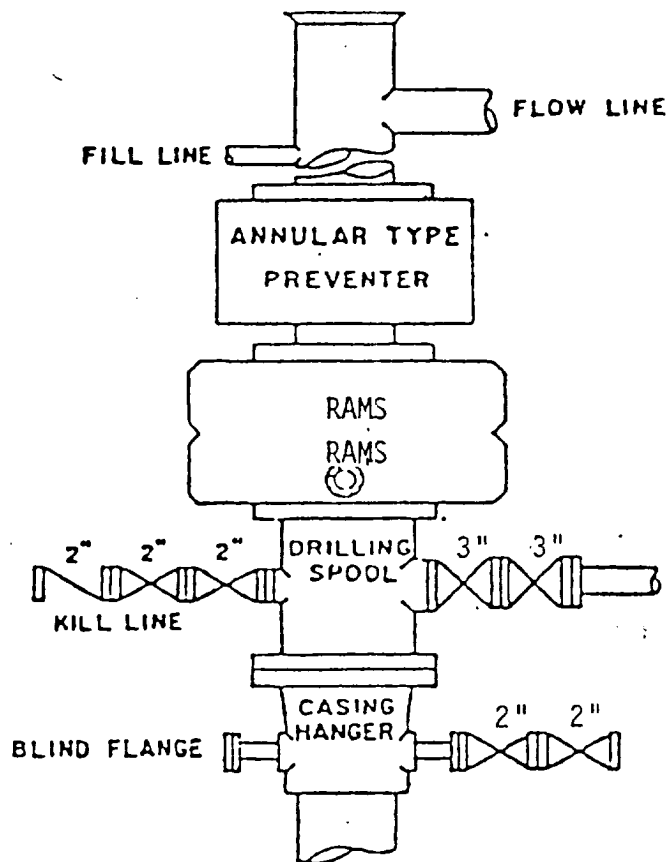 FLOW LINE
FILL LINE
ANNULAR TYPE
PREVENTER
RAMS
RAMS
2" 2" 2"
DRILLING
SPOOL
3" 3"
KILL LINE
CASING
HANGER
2" 2"
BLIND FLANGE